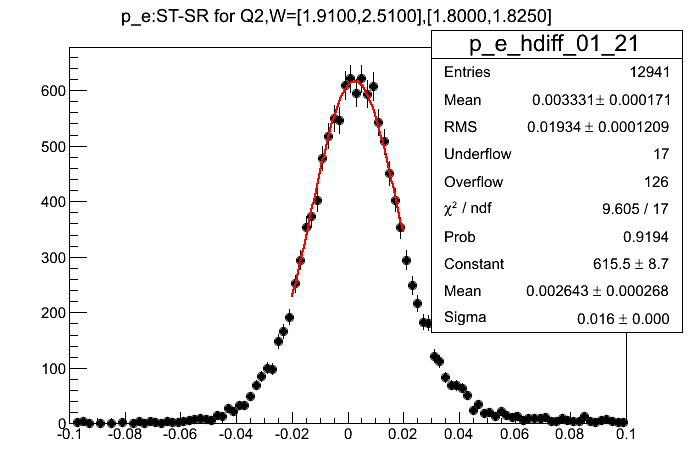 p_e:ST-SR for Q2,W=[1.9100,2.5100],[1.8000,1.8250]
p_e_hdiff_01_21
Entries 12941
Mean 0.003331 ± 0.000171
RMS 0.01934 ± 0.0001209
Underflow 17
Overflow 126
χ² / ndf 9.605 / 17
Prob 0.9194
Constant 615.5 ± 8.7
Mean 0.002643 ± 0.000268
Sigma 0.016 ± 0.000
600
500
400
300
200
100
0
-0.1 -0.08 -0.06 -0.04 -0.02 0 0.02 0.04 0.06 0.08 0.1